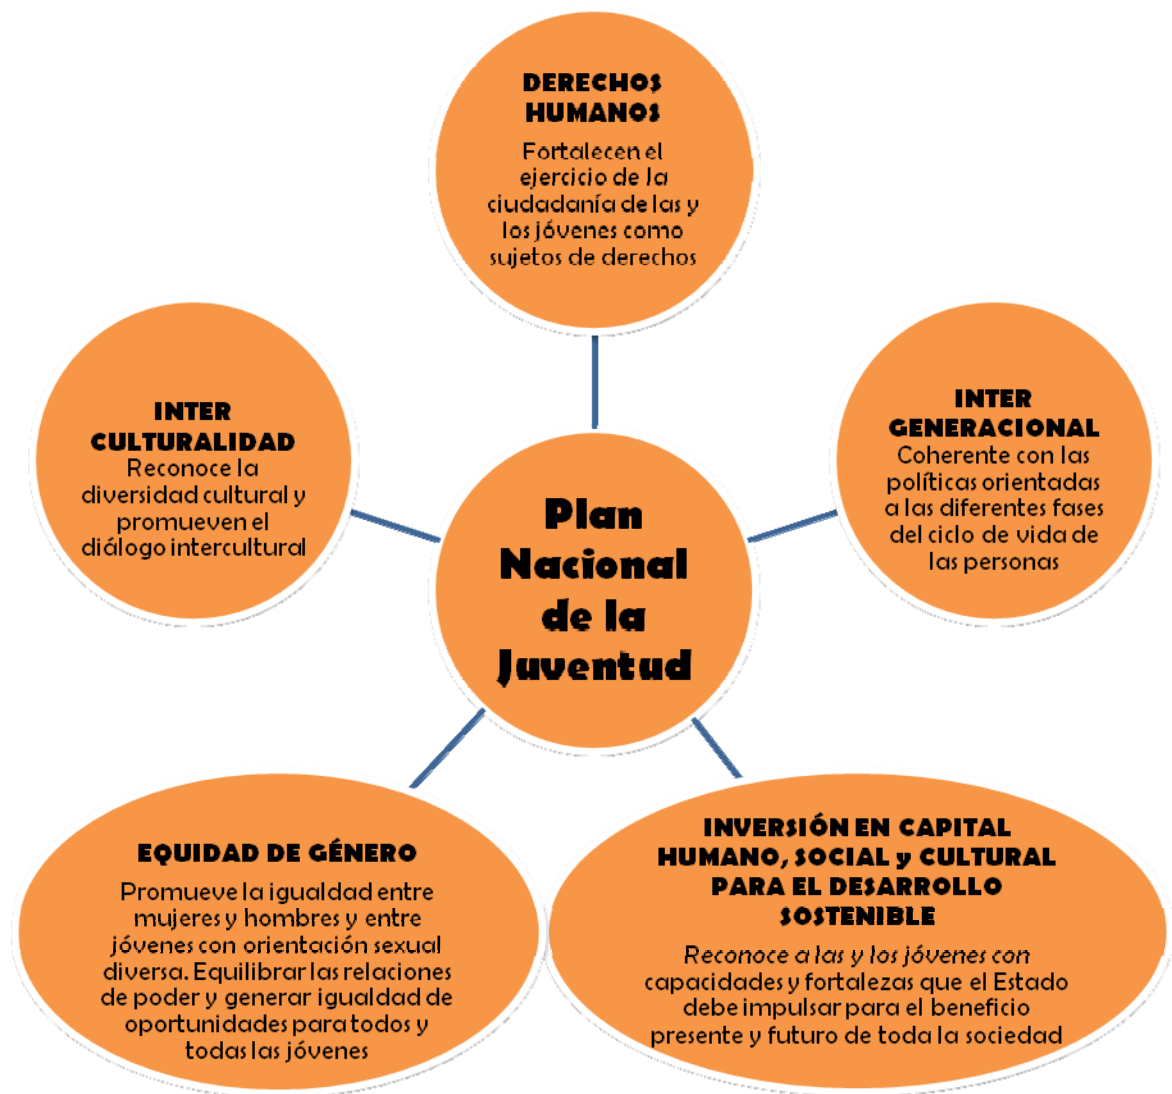 DERECHOS
HUMANOS
Fortalecen el
ejercicio de la
ciudadanía de las y
los jóvenes como
sujetos de derechos
INTER
CULTURALIDAD
Reconoce la
diversidad cultural y
promueven el
diálogo intercultural
INTER
GENERACIONAL
Coherente con las
políticas orientadas
a las diferentes fases
del ciclo de vida de
las personas
Plan
Nacional
de la
Juventud
EQUIDAD DE GÉNERO
Promueve la igualdad entre
mujeres y hombres y entre
jóvenes con orientación sexual
diversa. Equilibrar las relaciones
de poder y generar igualdad de
oportunidades para todos y
todas las jóvenes
INVERSIÓN EN CAPITAL
HUMANO, SOCIAL y CULTURAL
PARA EL DESARROLLO
SOSTENIBLE
Reconoce a las y los jóvenes con
capacidades y fortalezas que el Estado
debe impulsar para el beneficio
presente y futuro de toda la sociedad